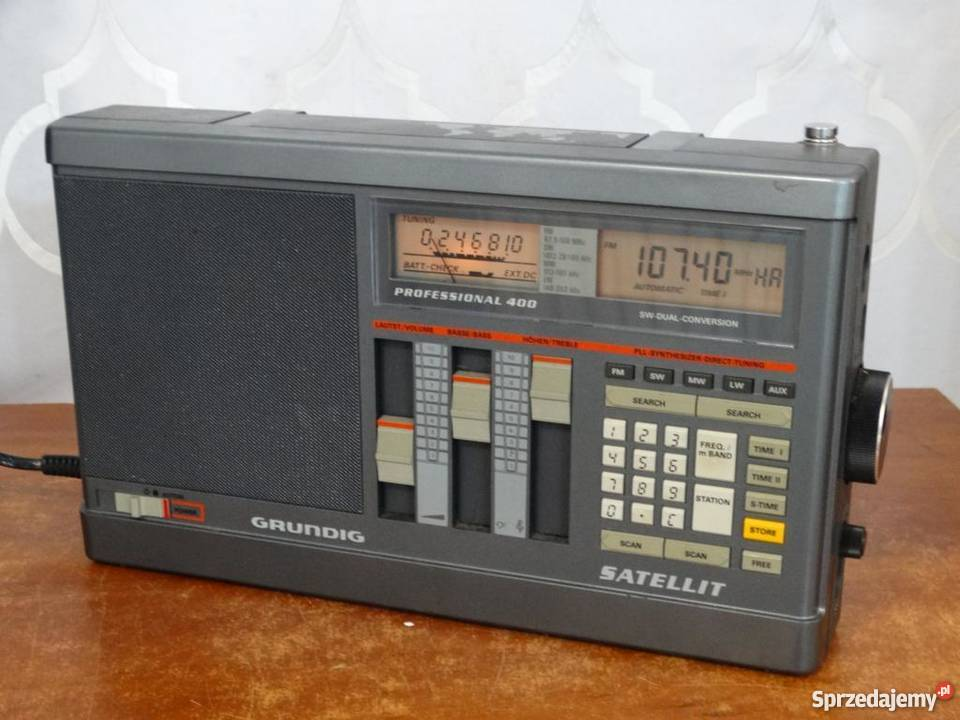 TUNING
0 2 4 6 8 10
BATT.-CHECK EXT. DC
FM
107.40 MHz HR
AUTOMATIC TIME I
PROFESSIONAL 400
SW-DUAL-CONVERSION
LAUTST./VOLUME BÄSSE/BASS HÖHEN/TREBLE
PLL-SYNTHESIZER DIRECT-TUNING
FM SW MW LW AUX
SEARCH SEARCH
1 2 3
4 5 6
7 8 9
0 . C
FREQ./
m BAND
STATION
TIME I
TIME II
S-TIME
STORE
FREE
SCAN SCAN
POWER
GRUNDIG
SATELLIT
Sprzedajemy.pl